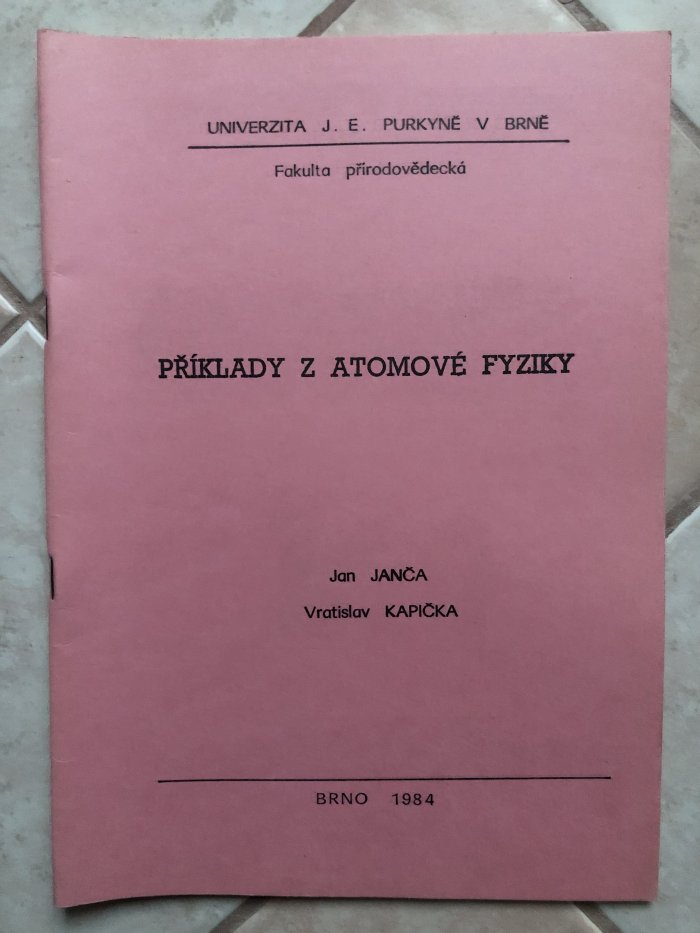 UNIVERZITA J. E. PURKYNĚ V BRNĚ
Fakulta přírodovědecká
PŘÍKLADY Z ATOMOVÉ FYZIKY
Jan JANČA
Vratislav KAPIČKA
BRNO 1984